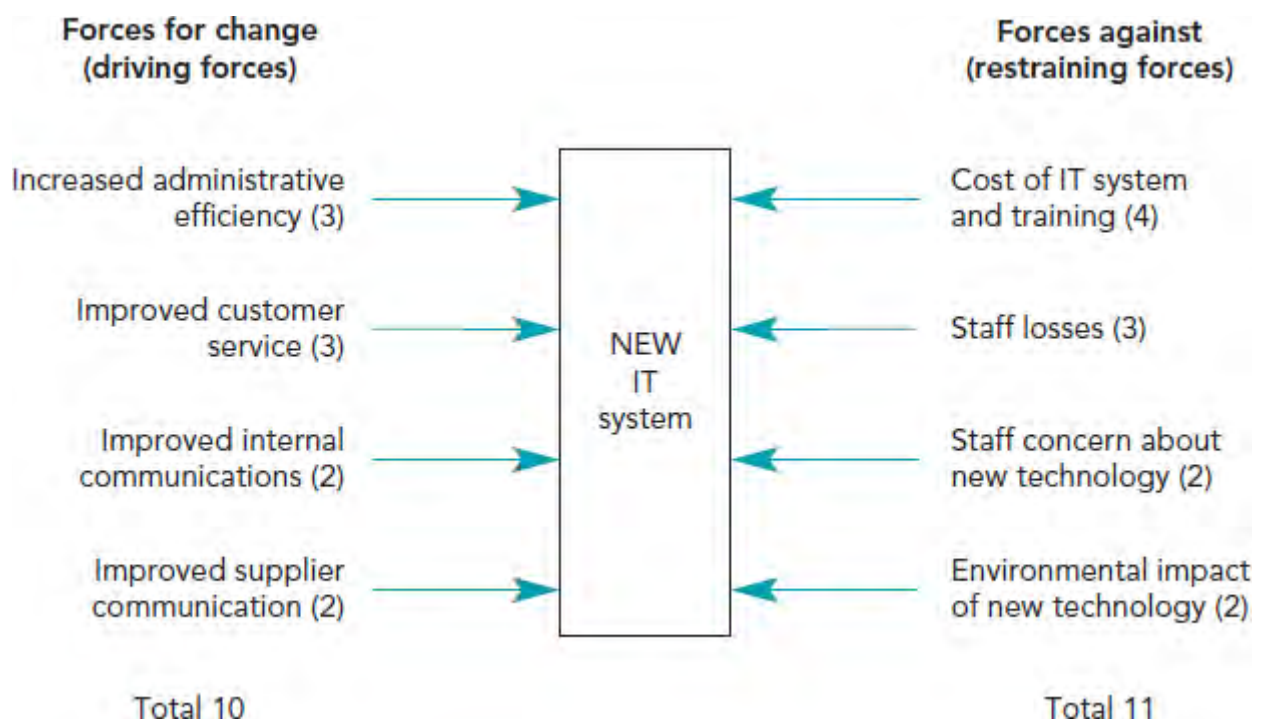 Forces for change
(driving forces)
Forces against
(restraining forces)
Increased administrative
efficiency (3)
Improved customer
service (3)
Improved internal
communications (2)
Improved supplier
communication (2)
Total 10
NEW
IT
system
Cost of IT system
and training (4)
Staff losses (3)
Staff concern about
new technology (2)
Environmental impact
of new technology (2)
Total 11